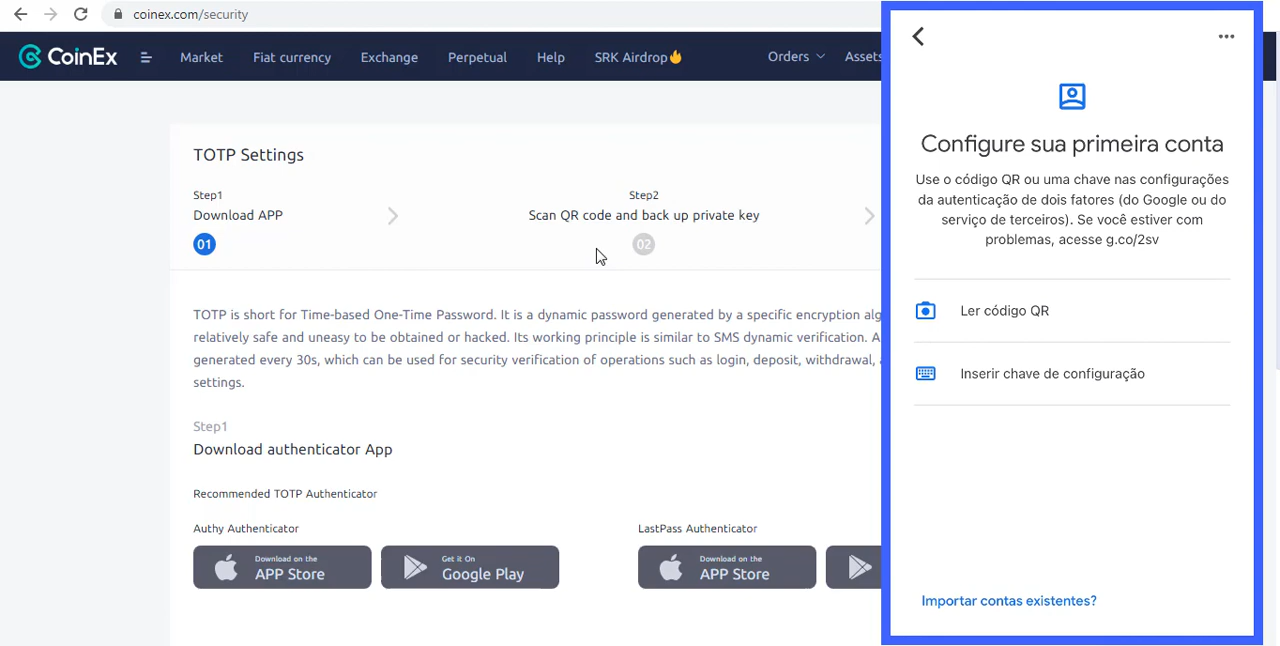 coinex.com/security
CoinEx Market Fiat currency Exchange Perpetual Help SRK Airdrop🔥 Orders Assets
TOTP Settings
Step1
Download APP
01
Step2
Scan QR code and back up private key
02
TOTP is short for Time-based One-Time Password. It is a dynamic password generated by a specific encryption alg
relatively safe and uneasy to be obtained or hacked. Its working principle is similar to SMS dynamic verification. A
generated every 30s, which can be used for security verification of operations such as login, deposit, withdrawal,
settings.
Step1
Download authenticator App
Recommended TOTP Authenticator
Authy Authenticator
Download on the
APP Store
Get it On
Google Play
LastPass Authenticator
Download on the
APP Store
Configure sua primeira conta
Use o código QR ou uma chave nas configurações
da autenticação de dois fatores (do Google ou do
serviço de terceiros). Se você estiver com
problemas, acesse g.co/2sv
Ler código QR
Inserir chave de configuração
Importar contas existentes?